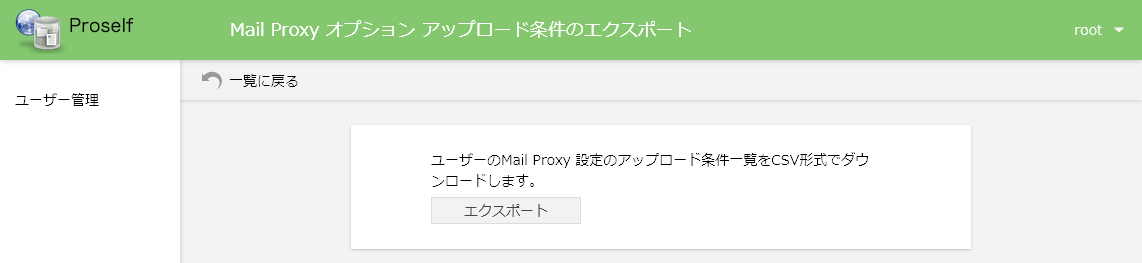 Proself
Mail Proxy オプション アップロード条件のエクスポート
root
一覧に戻る
ユーザー管理
ユーザーのMail Proxy 設定のアップロード条件一覧をCSV形式でダウ
ンロードします。
エクスポート